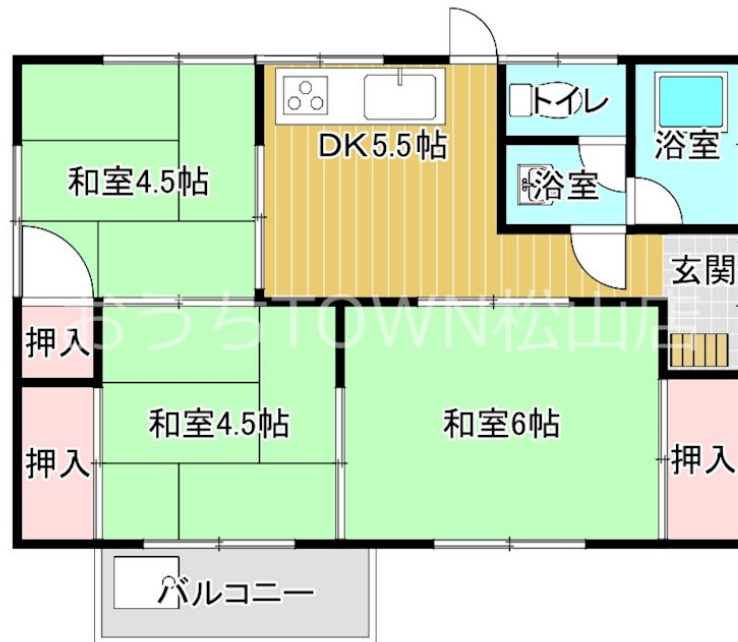 トイレ
DK5.5帖
浴室
和室4.5帖
浴室
玄関
おうちTOWN松山店
押入
和室4.5帖
和室6帖
押入
押入
バルコニー